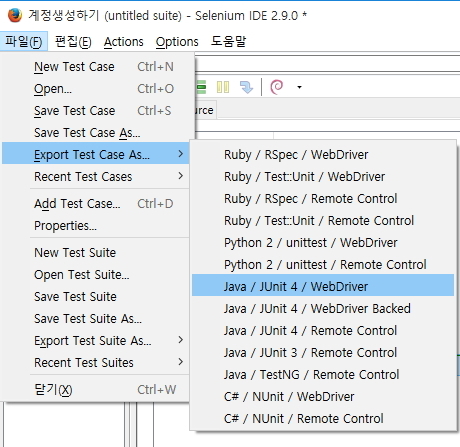 계정생성하기 (untitled suite) - Selenium IDE 2.9.0 *
파일(F) 편집(E) Actions Options 도움말
New Test Case Ctrl+N
Open... Ctrl+O
Save Test Case Ctrl+S
Save Test Case As...
Export Test Case As...
Recent Test Cases
Add Test Case... Ctrl+D
Properties...
New Test Suite
Open Test Suite...
Save Test Suite
Save Test Suite As...
Export Test Suite As...
Recent Test Suites
닫기(X) Ctrl+W
urce
Ruby / RSpec / WebDriver
Ruby / Test::Unit / WebDriver
Ruby / RSpec / Remote Control
Ruby / Test::Unit / Remote Control
Python 2 / unittest / WebDriver
Python 2 / unittest / Remote Control
Java / JUnit 4 / WebDriver
Java / JUnit 4 / WebDriver Backed
Java / JUnit 4 / Remote Control
Java / JUnit 3 / Remote Control
Java / TestNG / Remote Control
C# / NUnit / WebDriver
C# / NUnit / Remote Control